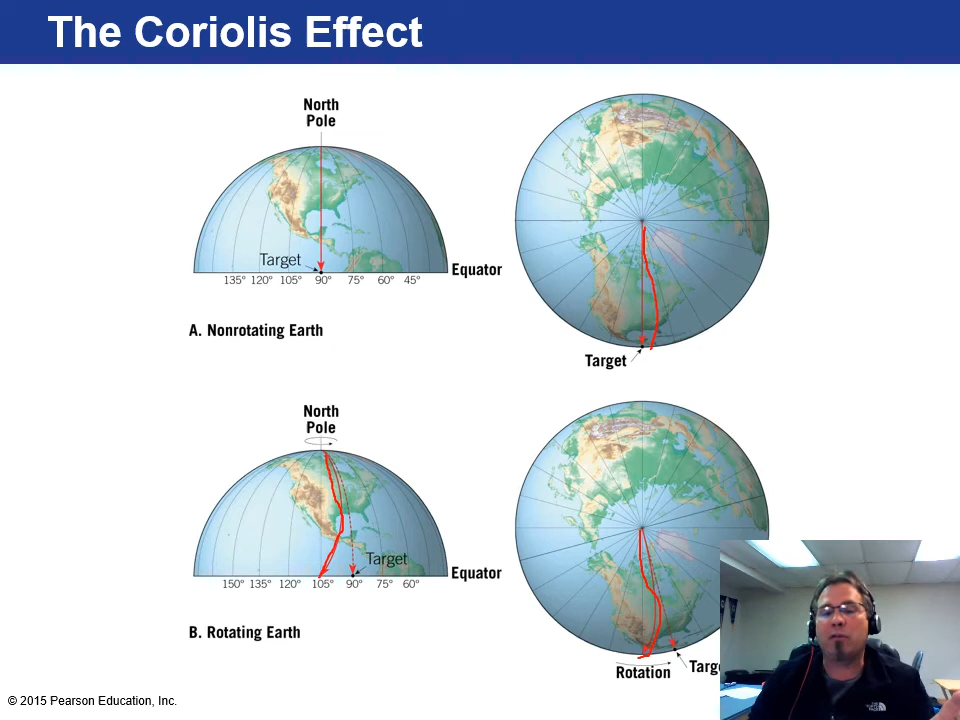 The Coriolis Effect
North
Pole
Target
Equator
135° 120° 105° 90° 75° 60° 45°
A. Nonrotating Earth
Target
North
Pole
Target
Equator
150° 135° 120° 105° 90° 75° 60°
B. Rotating Earth
Rotation
© 2015 Pearson Education, Inc.